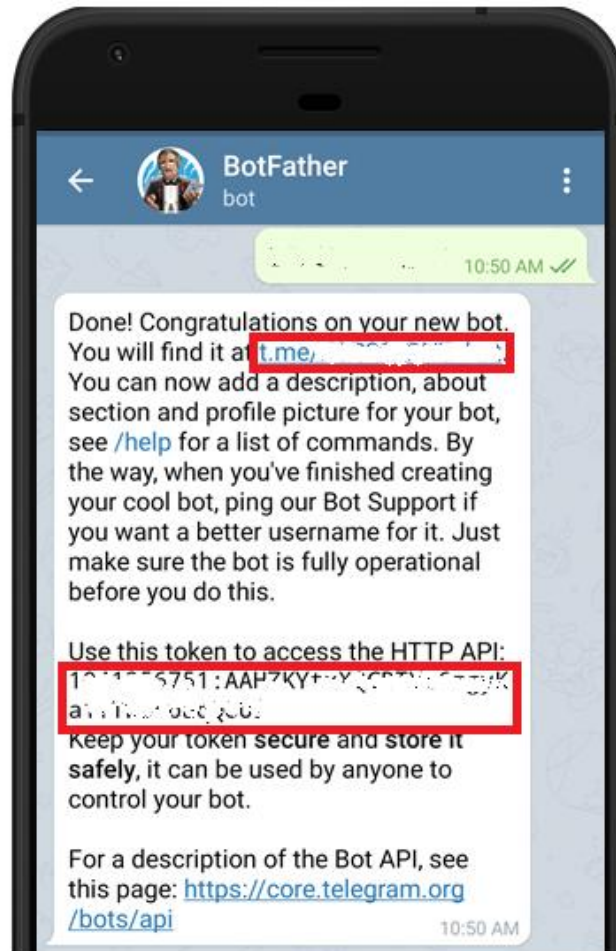 BotFather
bot
10:50 AM
Done! Congratulations on your new bot.
You will find it at t.me/
You can now add a description, about
section and profile picture for your bot,
see /help for a list of commands. By
the way, when you've finished creating
your cool bot, ping our Bot Support if
you want a better username for it. Just
make sure the bot is fully operational
before you do this.
Use this token to access the HTTP API:
Keep your token secure and store it
safely, it can be used by anyone to
control your bot.
For a description of the Bot API, see
this page: https://core.telegram.org
/bots/api
10:50 AM